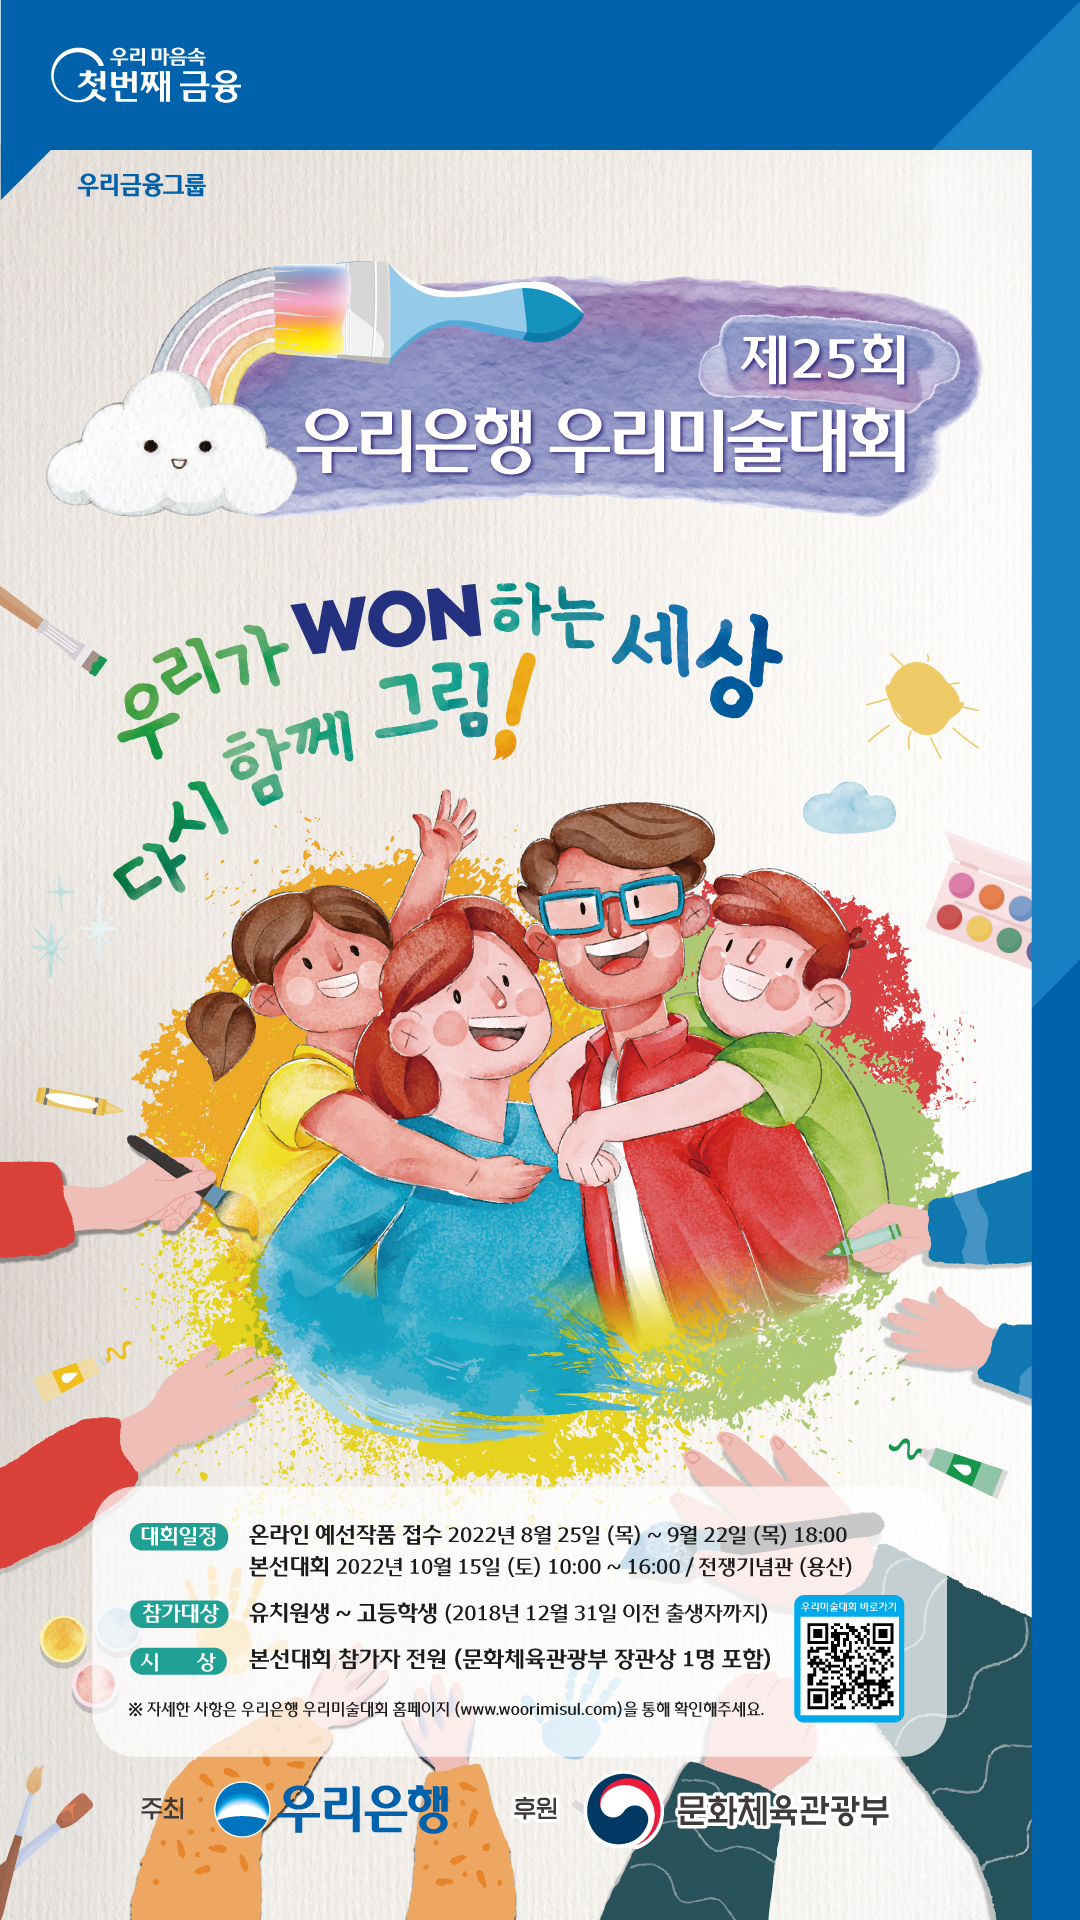 우리 마음속
첫번째 금융
우리금융그룹
제25회
우리은행 우리미술대회
우리가 WON하는 세상
다시 함께 그림!
대회일정 온라인 예선작품 접수 2022년 8월 25일 (목) ~ 9월 22일 (목) 18:00
본선대회 2022년 10월 15일 (토) 10:00 ~ 16:00 / 전쟁기념관 (용산)
참가대상 유치원생 ~ 고등학생 (2018년 12월 31일 이전 출생자까지)
시 상 본선대회 참가자 전원 (문화체육관광부 장관상 1명 포함)
우리미술대회 바로가기
※ 자세한 사항은 우리은행 우리미술대회 홈페이지 (www.woorimisul.com)을 통해 확인해주세요.
주최 우리은행 후원 문화체육관광부